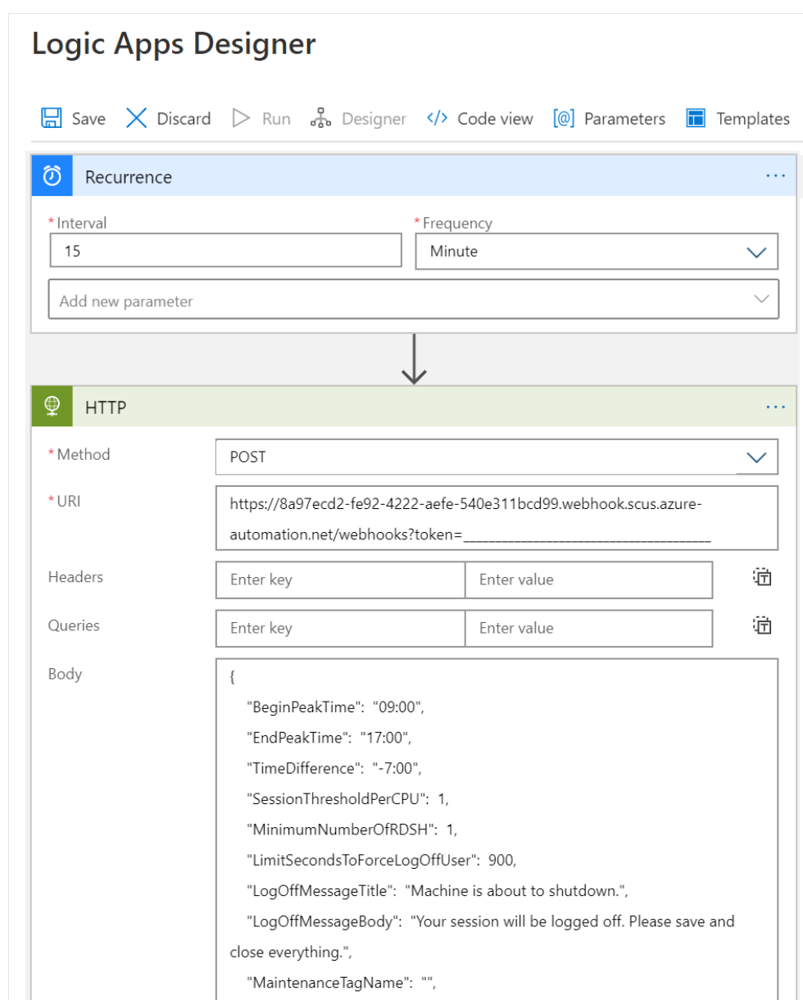 Logic Apps Designer
Save Discard Run Designer </> Code view [@] Parameters Templates
Recurrence ...
* Interval * Frequency
15 Minute
Add new parameter
HTTP ...
* Method POST
* URI https://8a97ecd2-fe92-4222-aefe-540e311bcd99.webhook.scus.azure-
automation.net/webhooks?token=______________________________________
Headers Enter key Enter value
Queries Enter key Enter value
Body {
"BeginPeakTime": "09:00",
"EndPeakTime": "17:00",
"TimeDifference": "-7:00",
"SessionThresholdPerCPU": 1,
"MinimumNumberOfRDSH": 1,
"LimitSecondsToForceLogOffUser": 900,
"LogOffMessageTitle": "Machine is about to shutdown.",
"LogOffMessageBody": "Your session will be logged off. Please save and
close everything.",
"MaintenanceTagName": "",